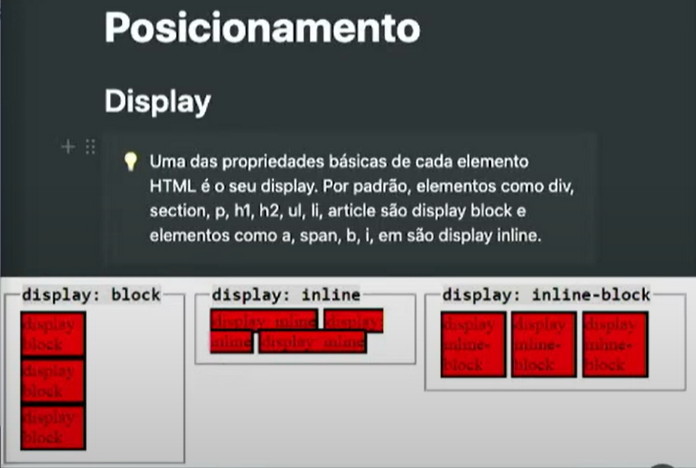 Posicionamento
Display
Uma das propriedades básicas de cada elemento
HTML é o seu display. Por padrão, elementos como div,
section, p, h1, h2, ul, li, article são display block e
elementos como a, span, b, i, em são display inline.
display: block
display
block
display
block
display
block
display: inline
display inline display
inline display inline
display: inline-block
display display display
inline- inline- inline-
block block block